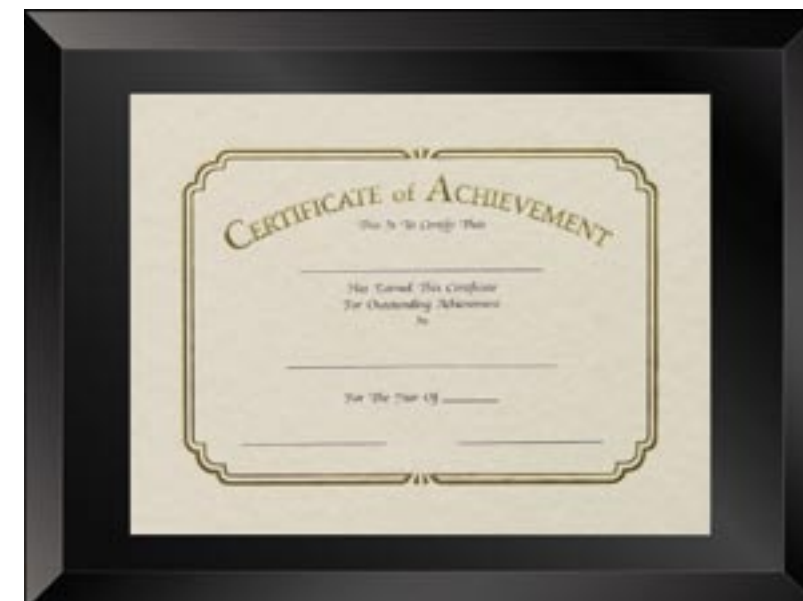 CERTIFICATE of ACHIEVEMENT
This Is To Certify That
Has Earned This Certificate
For Outstanding Achievement
In
For The Year Of